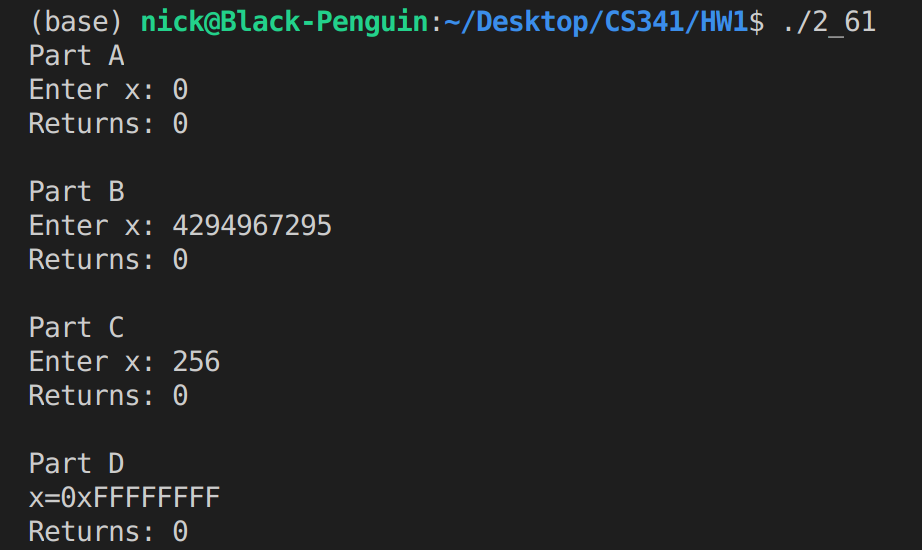 (base) nick@Black-Penguin:~/Desktop/CS341/HW1$ ./2_61
Part A
Enter x: 0
Returns: 0
Part B
Enter x: 4294967295
Returns: 0
Part C
Enter x: 256
Returns: 0
Part D
x=0xFFFFFFFF
Returns: 0